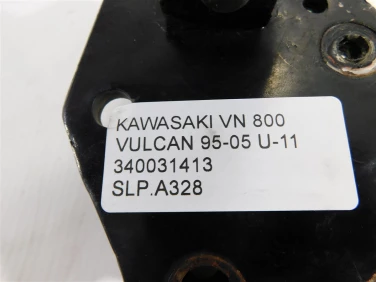 KAWASAKI VN 800
VULCAN 95-05 U-11
340031413
SLP.A328